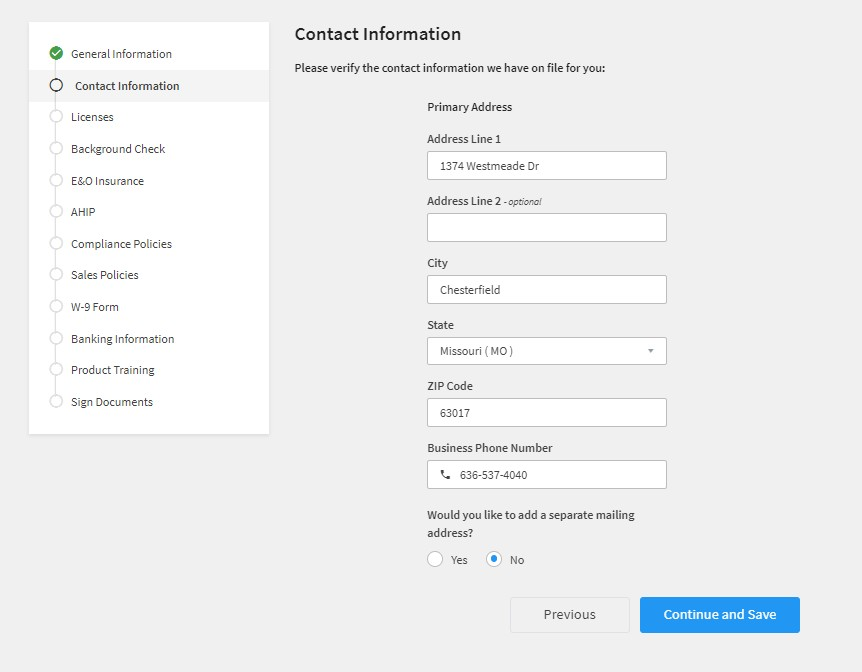 General Information
Contact Information
Licenses
Background Check
E&O Insurance
AHIP
Compliance Policies
Sales Policies
W-9 Form
Banking Information
Product Training
Sign Documents
Contact Information
Please verify the contact information we have on file for you:
Primary Address
Address Line 1
1374 Westmeade Dr
Address Line 2 - optional
City
Chesterfield
State
Missouri ( MO )
ZIP Code
63017
Business Phone Number
636-537-4040
Would you like to add a separate mailing
address?
Yes No
Previous Continue and Save